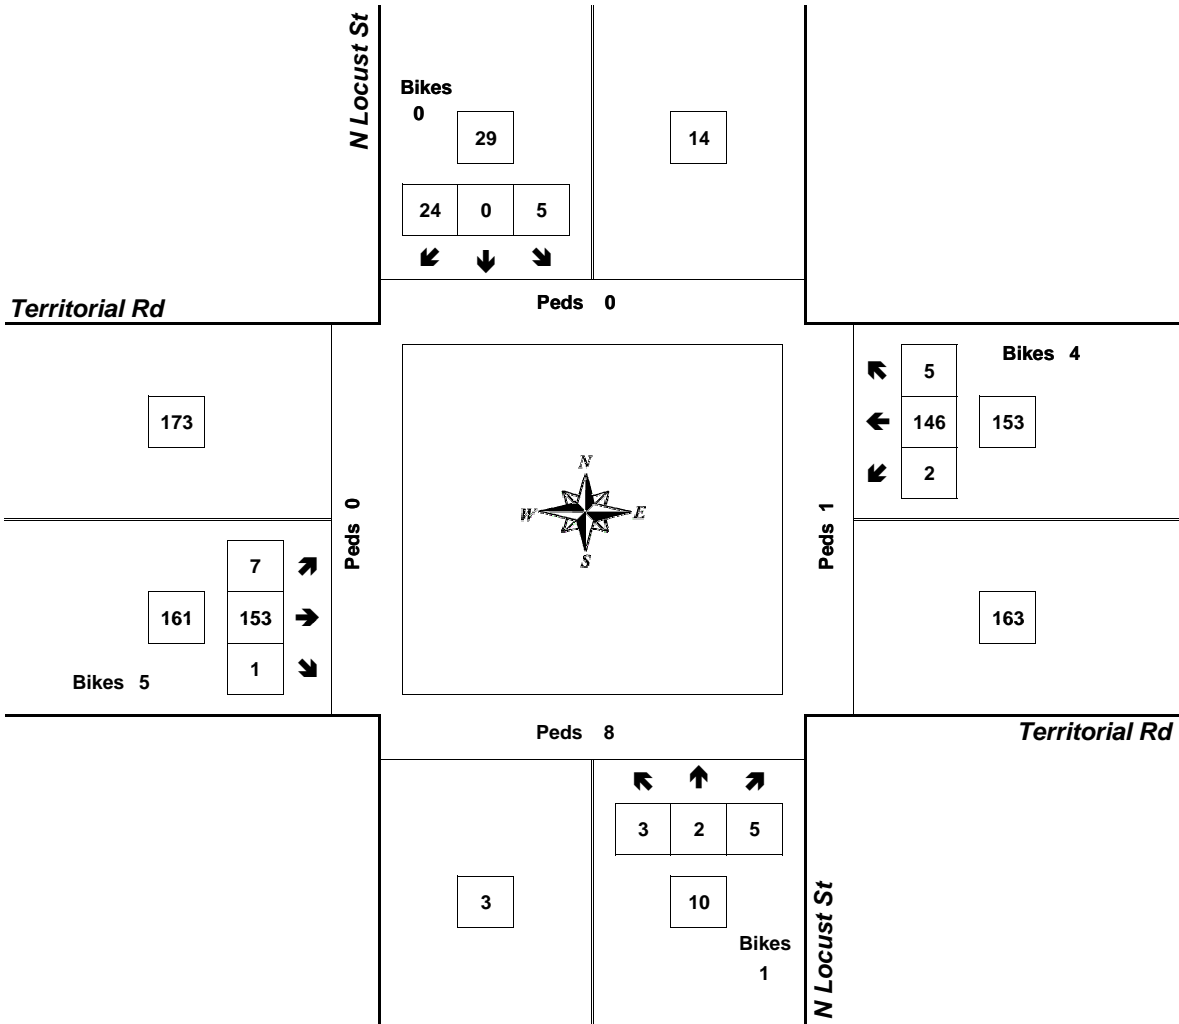 N Locust St
Bikes
0
29
14
24 0 5
Peds 0
Territorial Rd
173
5
146
2
153
Bikes 4
N
W E
S
Peds 0
Peds 1
161
7
153
1
Bikes 5
163
Territorial Rd
Peds 8
3 2 5
3
10
Bikes
1
N Locust St